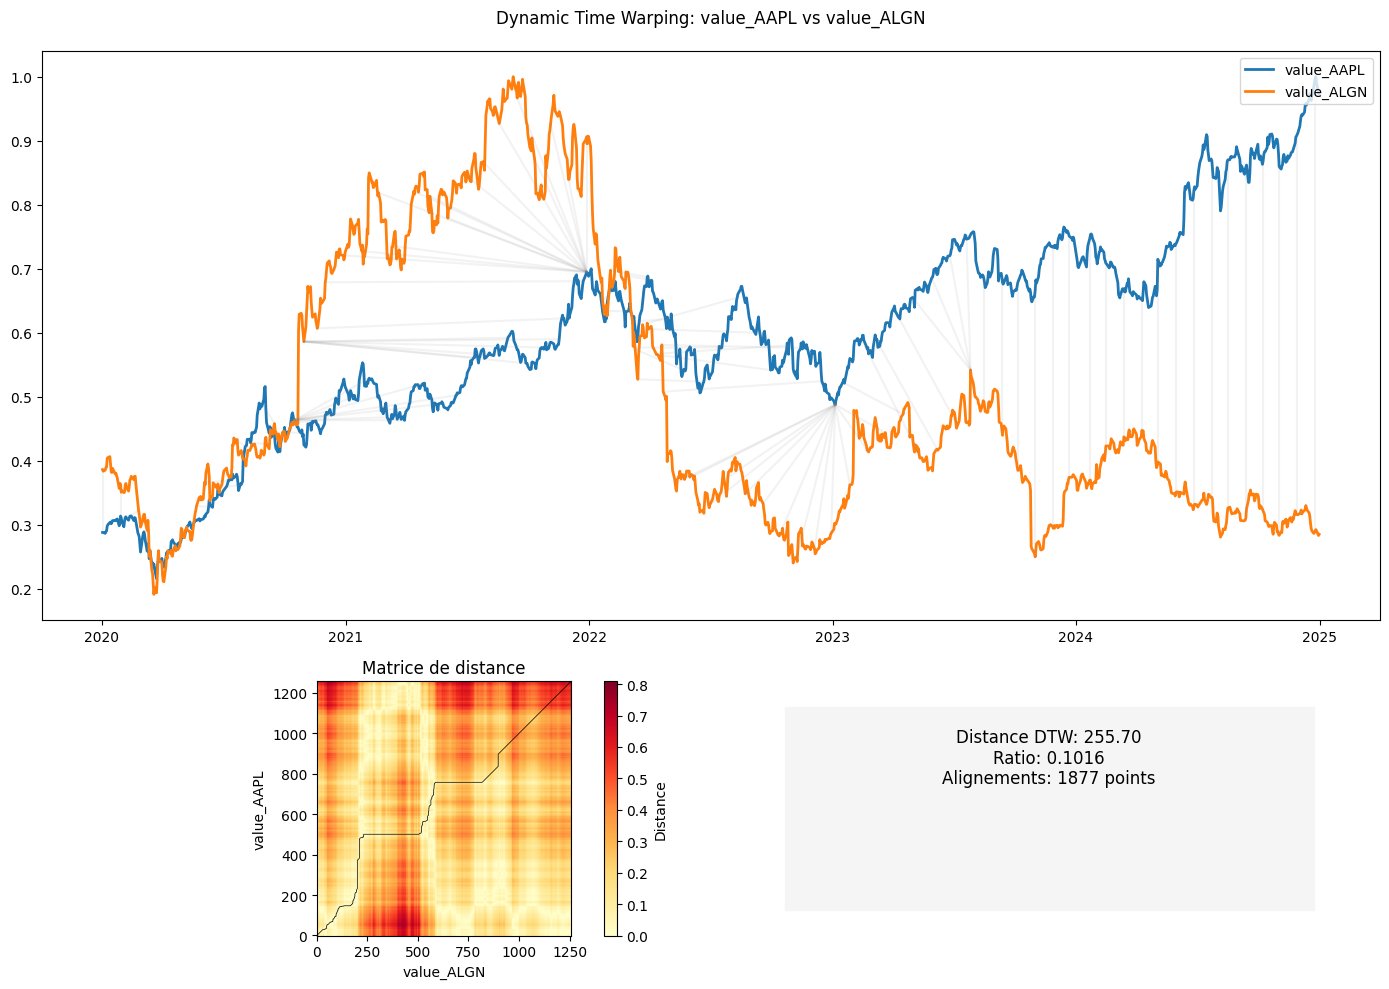 Dynamic Time Warping: value_AAPL vs value_ALGN
value_AAPL
value_ALGN
1.0
0.9
0.8
0.7
0.6
0.5
0.4
0.3
0.2
2020 2021 2022 2023 2024 2025
Matrice de distance
1200
1000
800
600
400
200
0
value_AAPL
0 250 500 750 1000 1250
value_ALGN
0.8
0.7
0.6
0.5
0.4
0.3
0.2
0.1
0.0
Distance
Distance DTW: 255.70
Ratio: 0.1016
Alignements: 1877 points